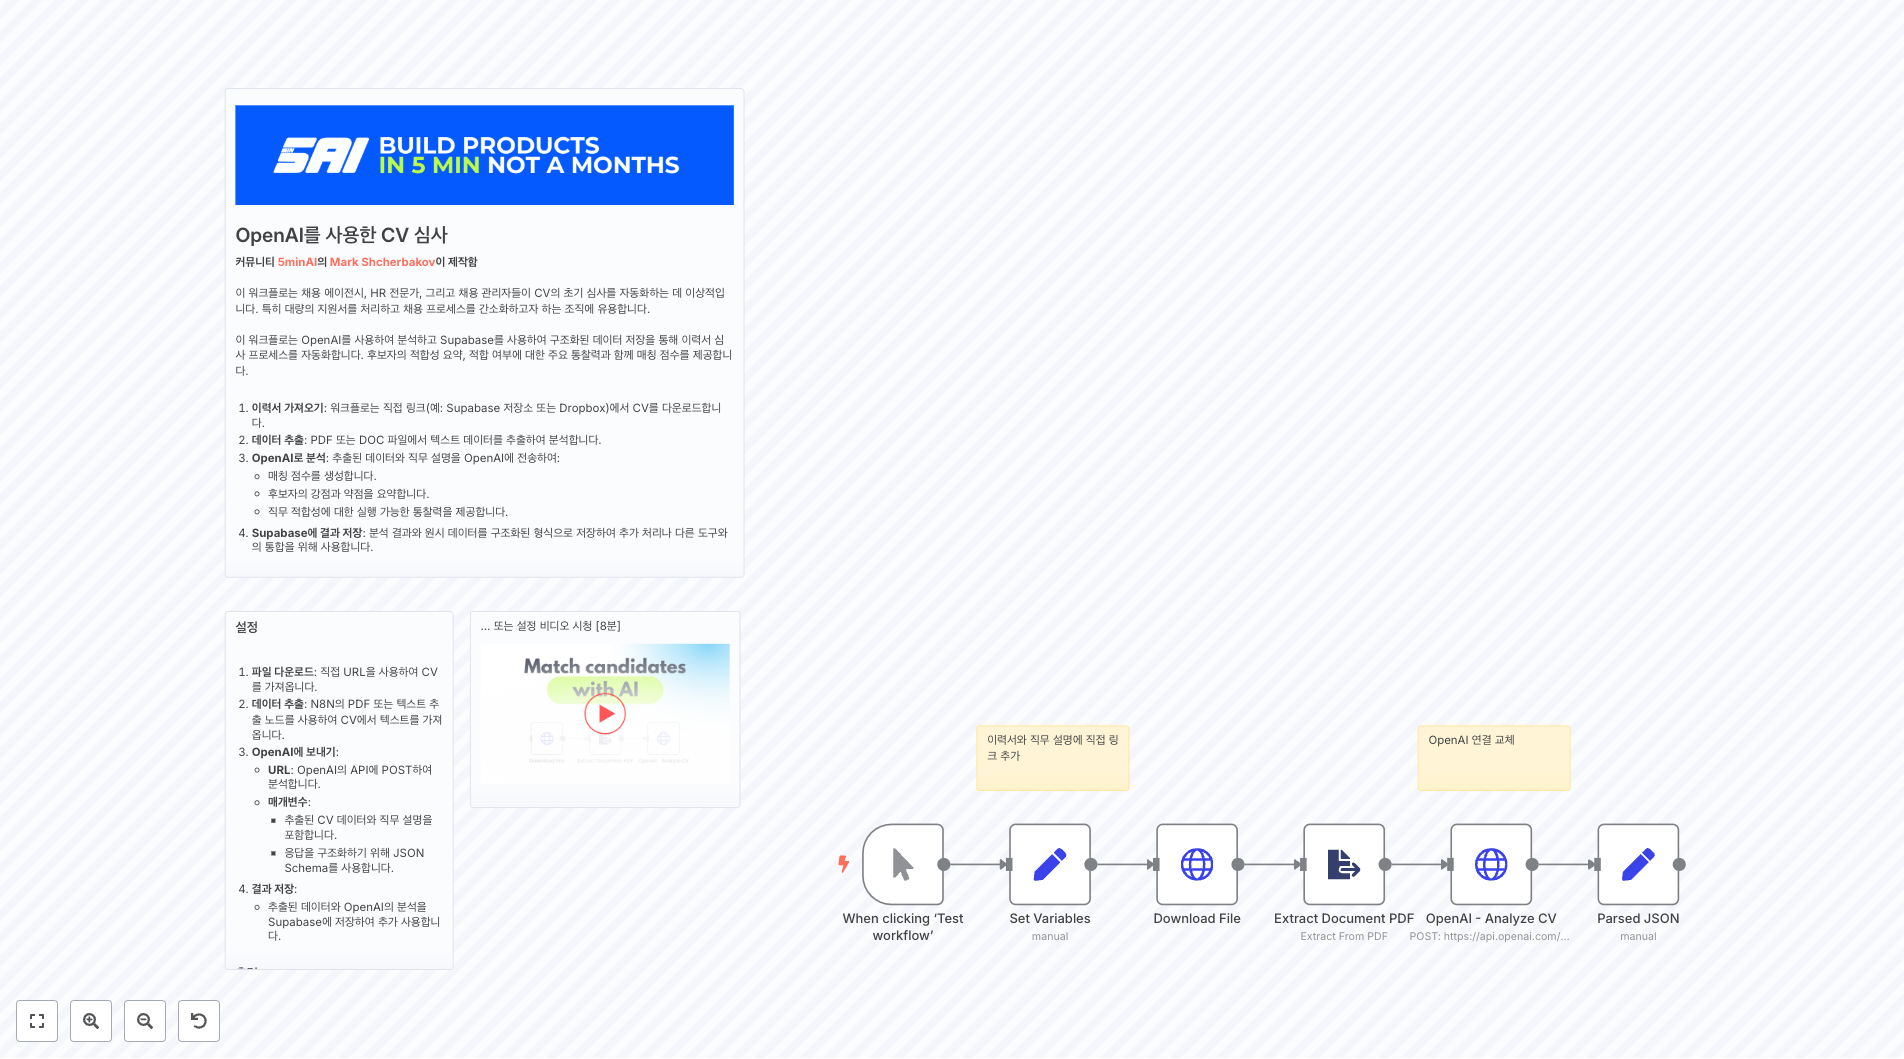 5AI BUILD PRODUCTS
IN 5 MIN NOT A MONTHS
OpenAI를 사용한 CV 심사
커뮤니티 5minAI의 Mark Shcherbakov이 제작함
이 워크플로는 채용 에이전시, HR 전문가, 그리고 채용 관리자들이 CV의 초기 심사를 자동화하는 데 이상적입
니다. 특히 대량의 지원서를 처리하고 채용 프로세스를 간소화하고자 하는 조직에 유용합니다.
이 워크플로는 OpenAI를 사용하여 분석하고 Supabase를 사용하여 구조화된 데이터 저장을 통해 이력서 심
사 프로세스를 자동화합니다. 후보자의 적합성 요약, 적합 여부에 대한 주요 통찰력과 함께 매칭 점수를 제공합니
다.
1. 이력서 가져오기: 워크플로는 직접 링크(예: Supabase 저장소 또는 Dropbox)에서 CV를 다운로드합니
다.
2. 데이터 추출: PDF 또는 DOC 파일에서 텍스트 데이터를 추출하여 분석합니다.
3. OpenAI로 분석: 추출된 데이터와 직무 설명을 OpenAI에 전송하여:
매칭 점수를 생성합니다.
후보자의 강점과 약점을 요약합니다.
직무 적합성에 대한 실행 가능한 통찰력을 제공합니다.
4. Supabase에 결과 저장: 분석 결과와 원시 데이터를 구조화된 형식으로 저장하여 추가 처리나 다른 도구와
의 통합을 위해 사용합니다.
설정
1. 파일 다운로드: 직접 URL을 사용하여 CV
를 가져옵니다.
2. 데이터 추출: N8N의 PDF 또는 텍스트 추
출 노드를 사용하여 CV에서 텍스트를 가져
옵니다.
3. OpenAI에 보내기:
URL: OpenAI의 API에 POST하여
분석합니다.
매개변수:
추출된 CV 데이터와 직무 설명을
포함합니다.
응답을 구조화하기 위해 JSON
Schema를 사용합니다.
4. 결과 저장:
추출된 데이터와 OpenAI의 분석을
Supabase에 저장하여 추가 사용합니
다.
... 또는 설정 비디오 시청 [8분]
Match candidates
with AI
이력서와 직무 설명에 직접 링
크 추가
OpenAI 연결 교체
When clicking ‘Test
workflow’
Set Variables
manual
Download File
Extract Document PDF
Extract From PDF
OpenAI - Analyze CV
POST: https://api.openai.com/...
Parsed JSON
manual